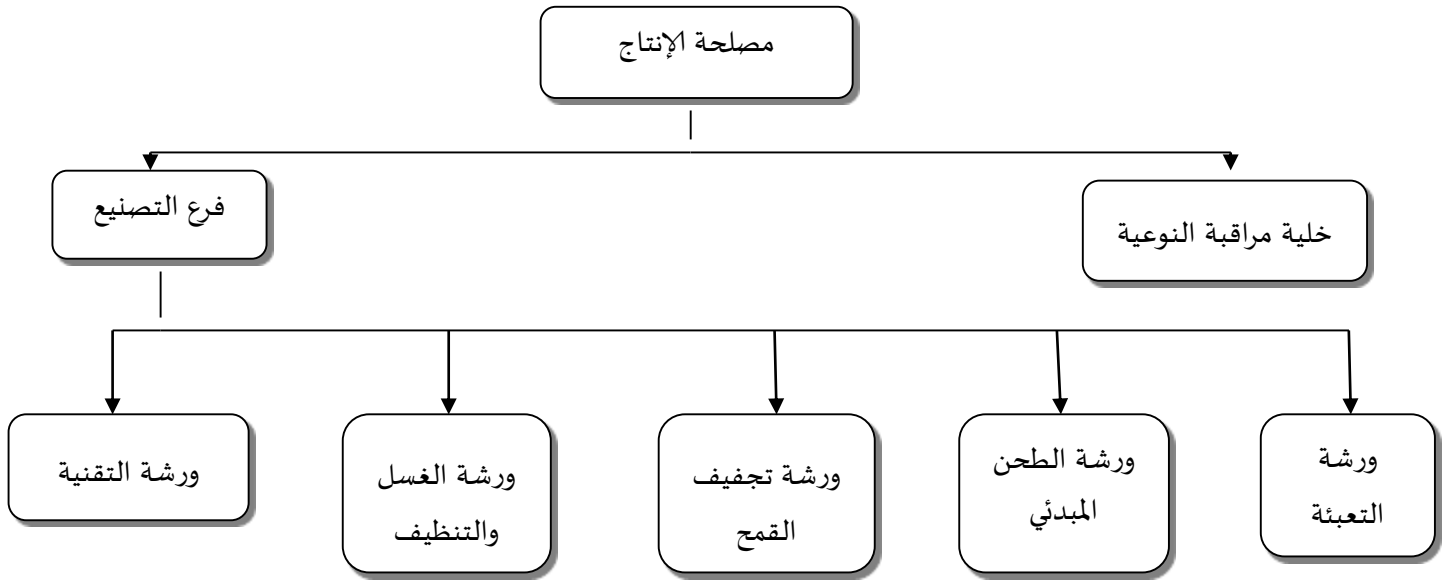 مصلحة الإنتاج
خلية مراقبة النوعية
فرع التصنيع
ورشة
التعبئة
ورشة الطحن
المبدئي
ورشة تجفيف
القمح
ورشة الغسل
والتنظيف
ورشة التقنية